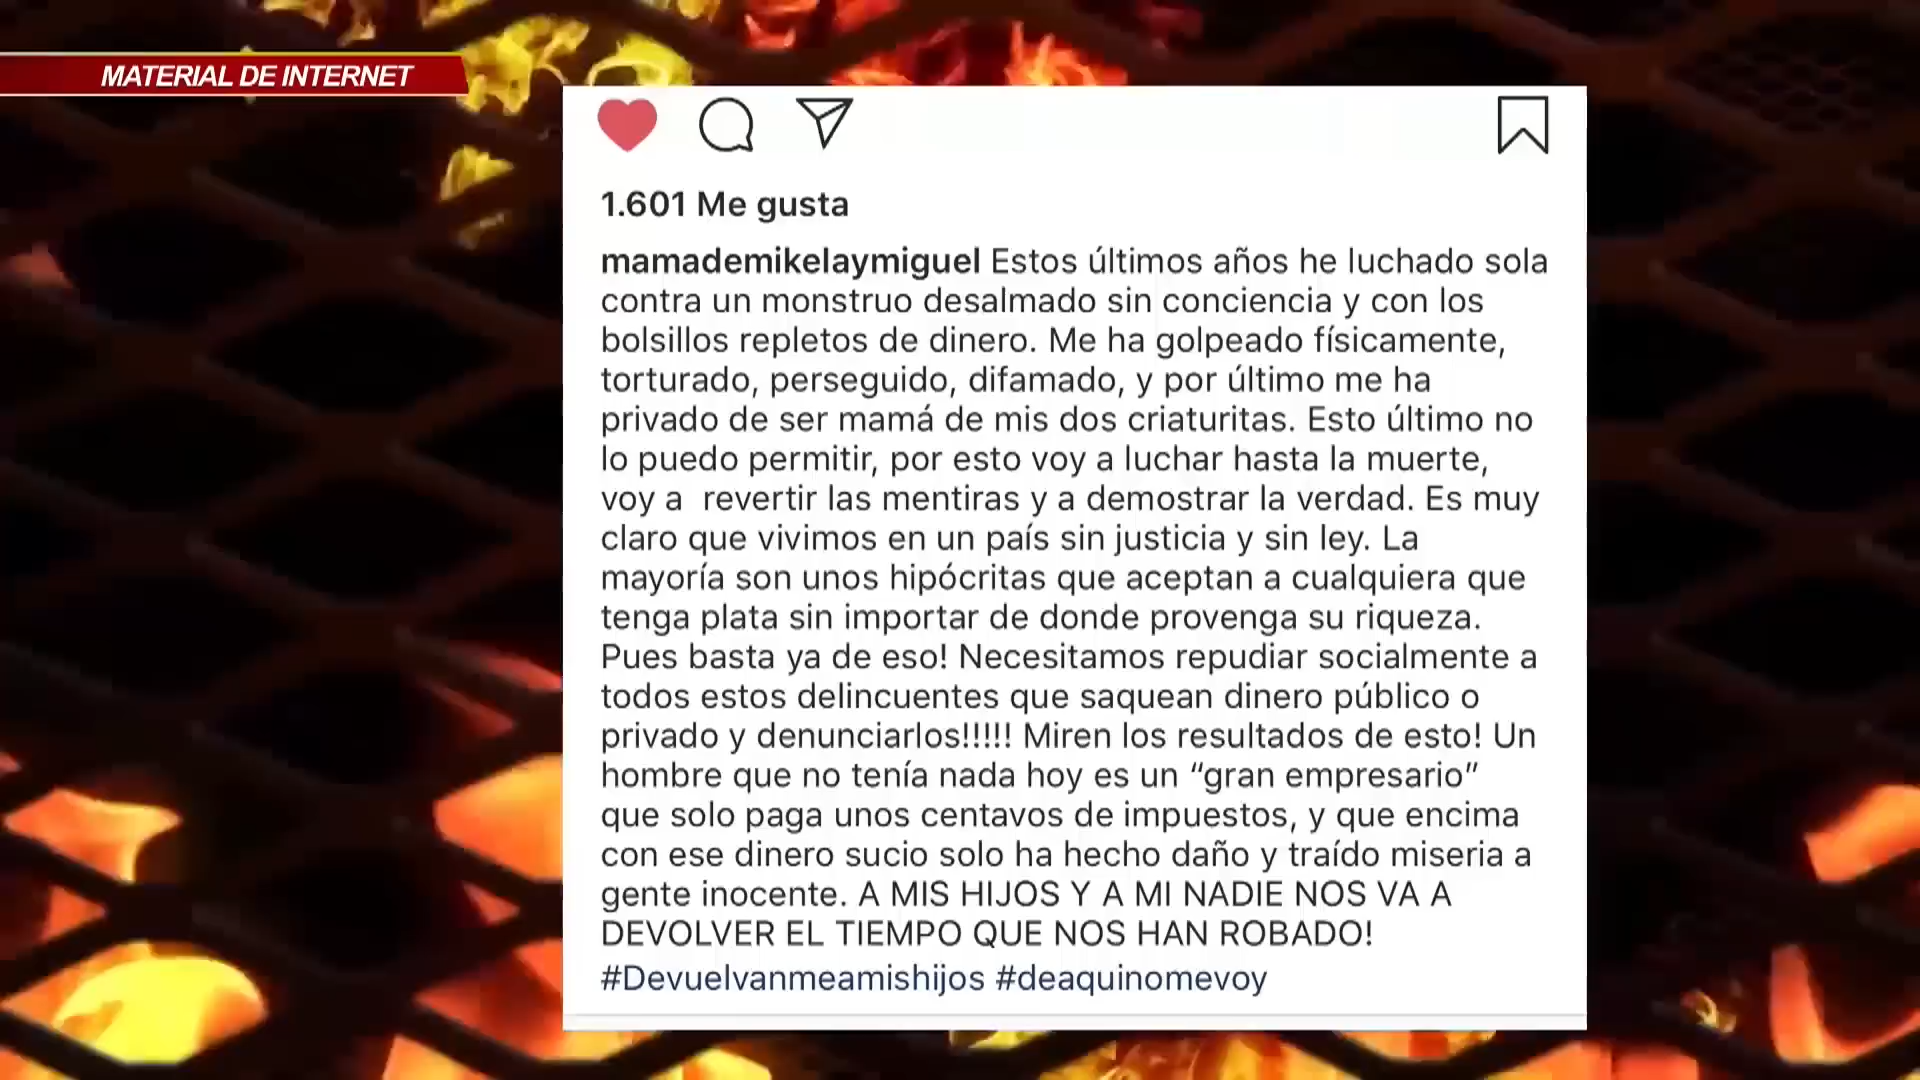 MATERIAL DE INTERNET
1.601 Me gusta
mamademikelaymiguel Estos últimos años he luchado sola
contra un monstruo desalmado sin conciencia y con los
bolsillos repletos de dinero. Me ha golpeado físicamente,
torturado, perseguido, difamado, y por último me ha
privado de ser mamá de mis dos criaturitas. Esto último no
lo puedo permitir, por esto voy a luchar hasta la muerte,
voy a  revertir las mentiras y a demostrar la verdad. Es muy
claro que vivimos en un país sin justicia y sin ley. La
mayoría son unos hipócritas que aceptan a cualquiera que
tenga plata sin importar de donde provenga su riqueza.
Pues basta ya de eso! Necesitamos repudiar socialmente a
todos estos delincuentes que saquean dinero público o
privado y denunciarlos!!!!! Miren los resultados de esto! Un
hombre que no tenía nada hoy es un “gran empresario”
que solo paga unos centavos de impuestos, y que encima
con ese dinero sucio solo ha hecho daño y traído miseria a
gente inocente. A MIS HIJOS Y A MI NADIE NOS VA A
DEVOLVER EL TIEMPO QUE NOS HAN ROBADO!
#Devuelvanmeamishijos #deaquinomevoy